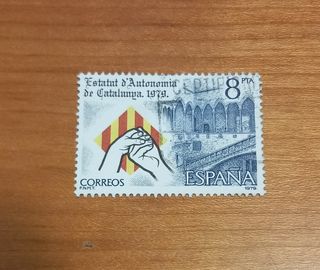 Estatut d'Autonomia
de Catalunya. 1979.
8 PTA
CORREOS
ESPAÑA
F.N.M.T.
1979